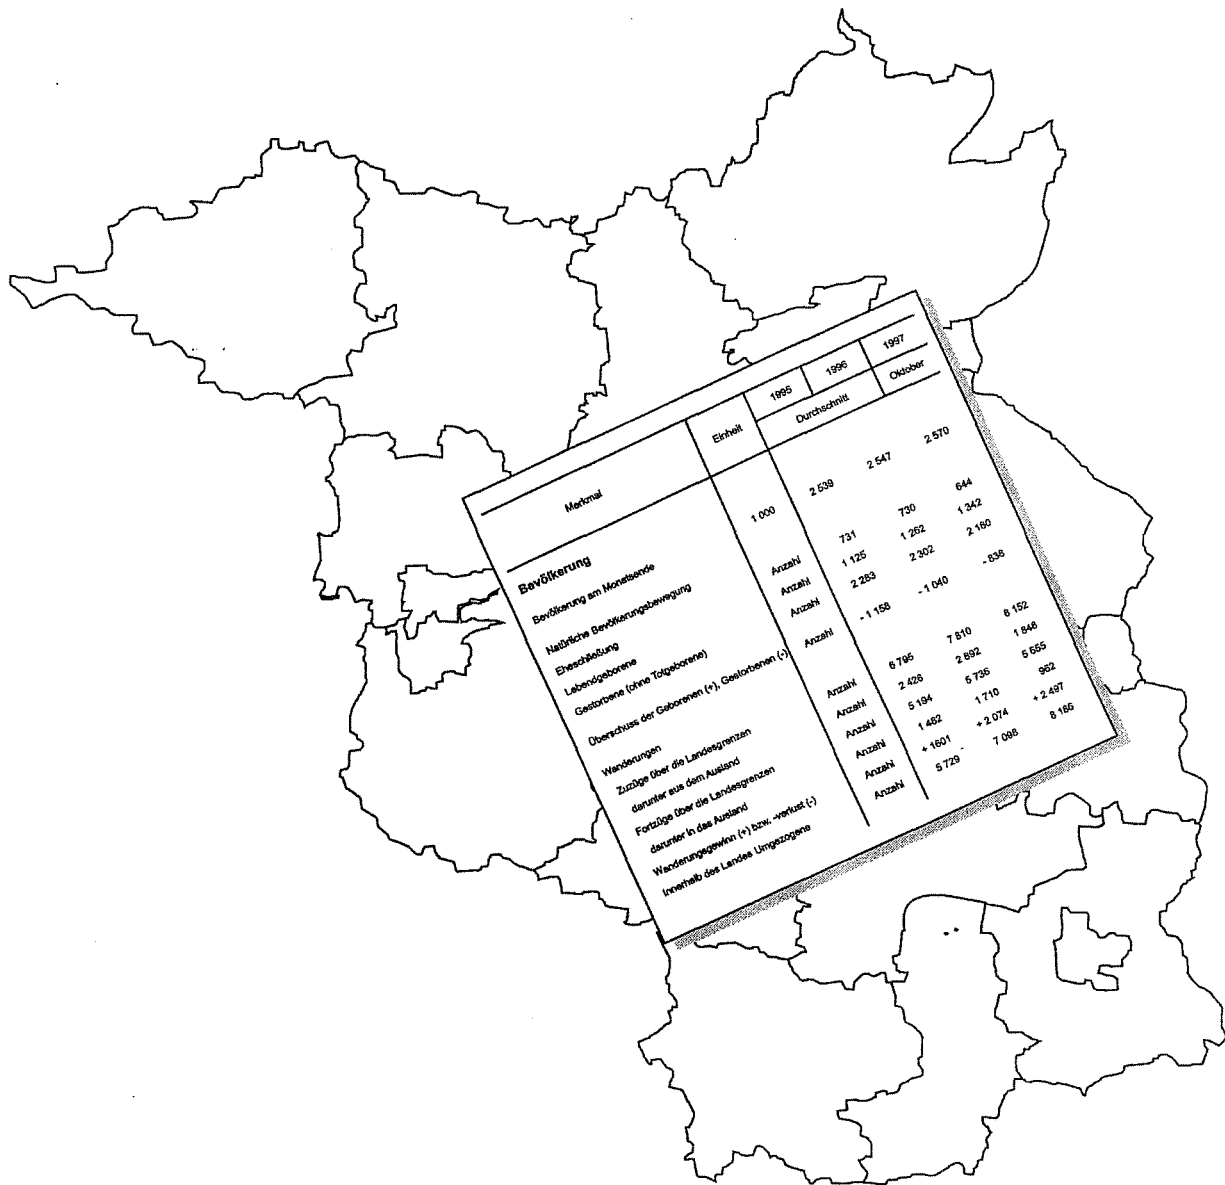 Merkmal Einheit 1995 1996 1997
Durchschnitt Oktober
Bevölkerung
Bevölkerung am Monatsende 1 000 2 539 2 547 2 570
Natürliche Bevölkerungsbewegung
Eheschließung Anzahl 731 730 644
Lebendgeborene Anzahl 1 125 1 262 1 342
Gestorbene (ohne Totgeborene) Anzahl 2 283 2 302 2 180
Überschuss der Geborenen (+), Gestorbenen (-) Anzahl - 1 158 - 1 040 - 838
Wanderungen
Zuzüge über die Landesgrenzen Anzahl 6 795 7 810 8 152
darunter aus dem Ausland Anzahl 2 426 2 892 1 848
Fortzüge über die Landesgrenzen Anzahl 5 194 5 736 5 655
darunter in das Ausland Anzahl 1 462 1 710 962
Wanderungsgewinn (+) bzw. -verlust (-) Anzahl + 1601 + 2 074 + 2 497
Innerhalb des Landes Umgezogene Anzahl 5 729 7 098 8 166